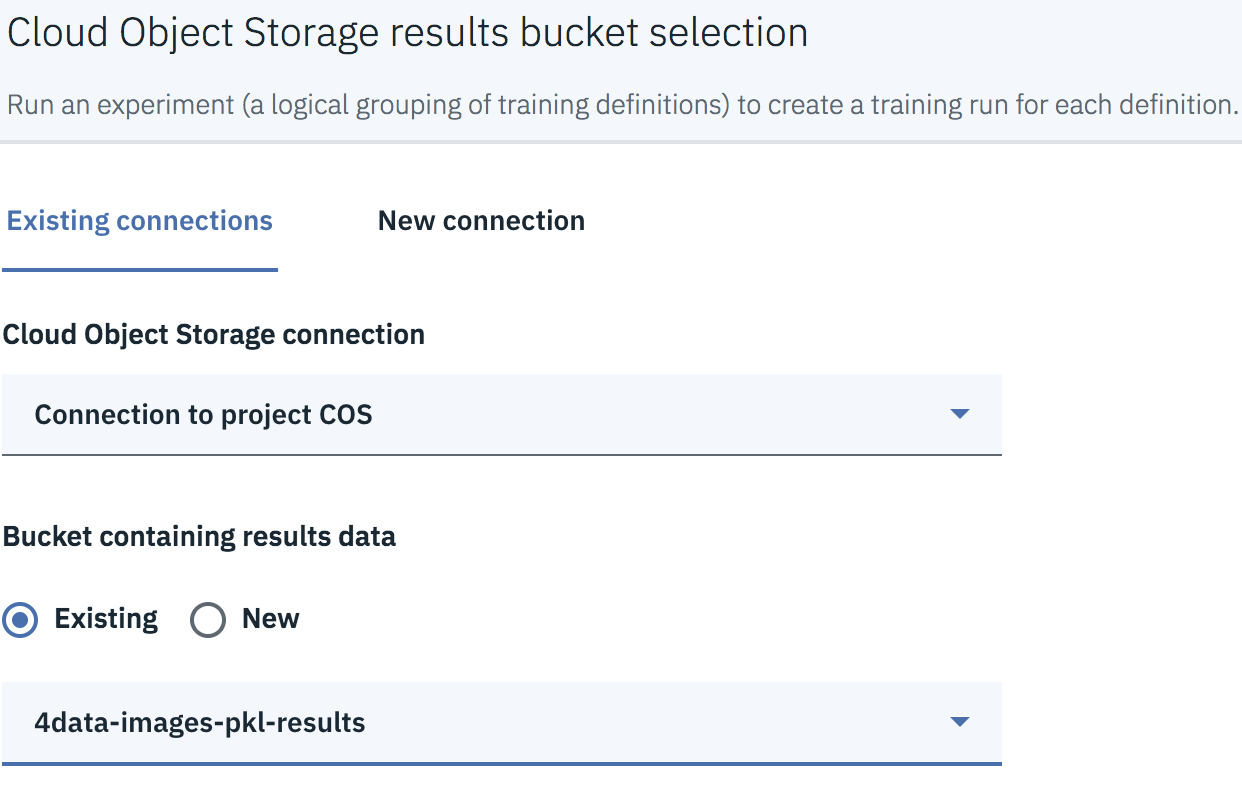 Cloud Object Storage results bucket selection
Run an experiment (a logical grouping of training definitions) to create a training run for each definition.
Existing connections New connection
Cloud Object Storage connection
Connection to project COS
Bucket containing results data
Existing New
4data-images-pkl-results